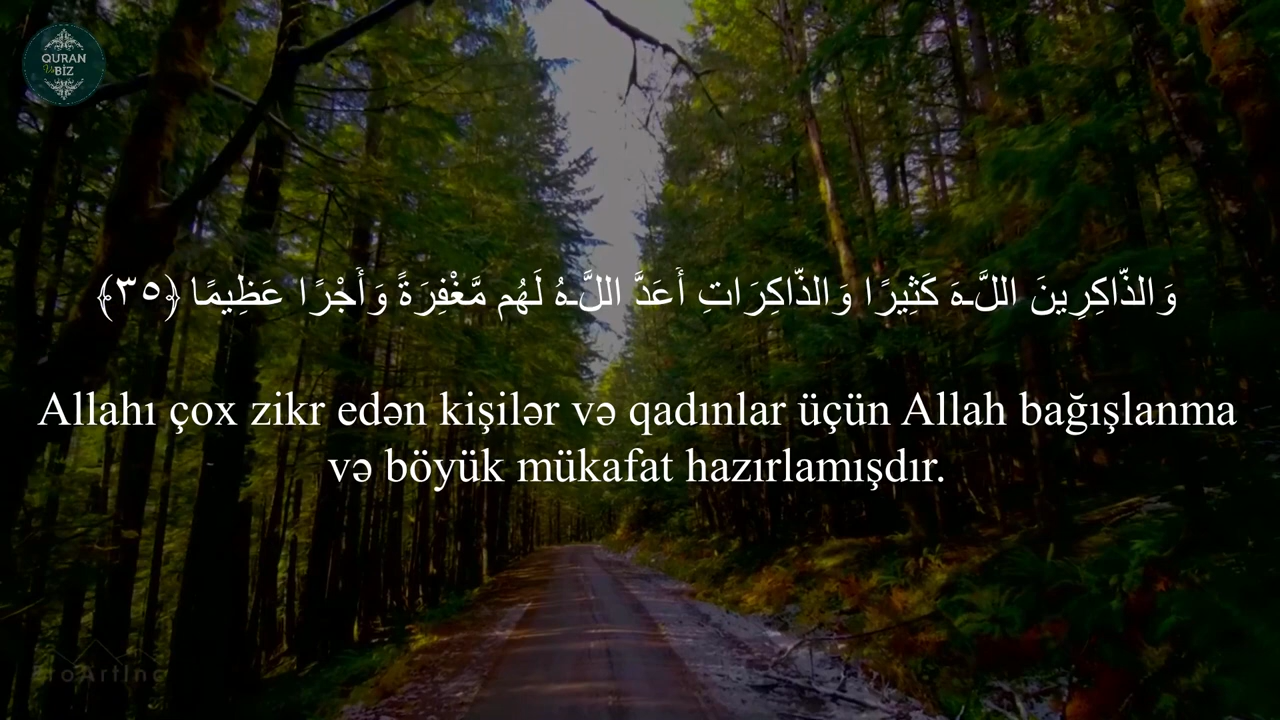 QURAN
Və BİZ
وَالذَّاكِرِينَ اللَّـهَ كَثِيرًا وَالذَّاكِرَاتِ أَعَدَّ اللَّـهُ لَهُم مَّغْفِرَةً وَأَجْرًا عَظِيمًا ﴿٣٥﴾
Allahı çox zikr edən kişilər və qadınlar üçün Allah bağışlanma
və böyük mükafat hazırlamışdır.